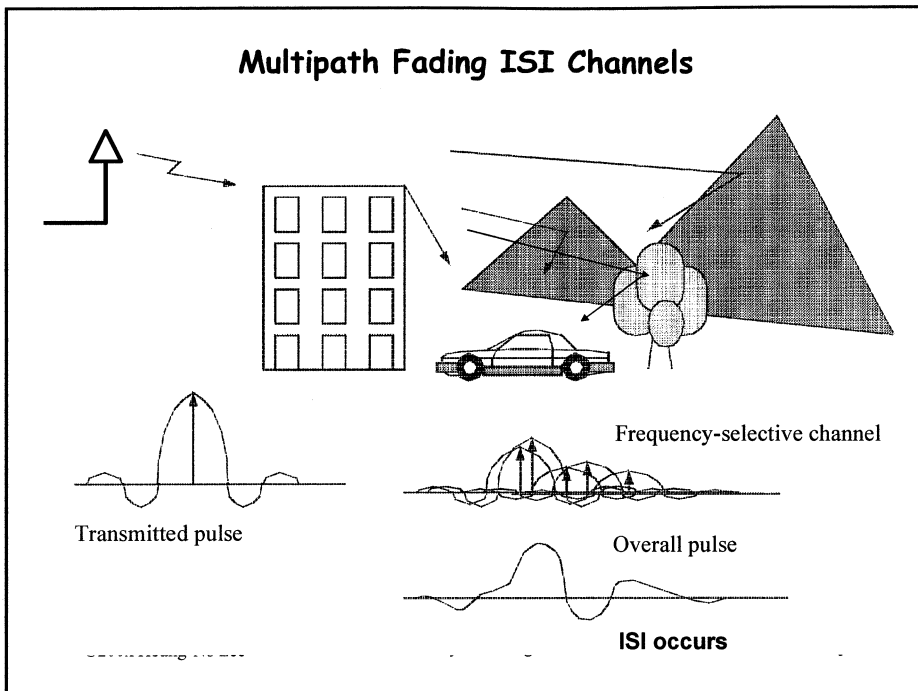 Multipath Fading ISI Channels
Frequency-selective channel
Transmitted pulse
Overall pulse
ISI occurs